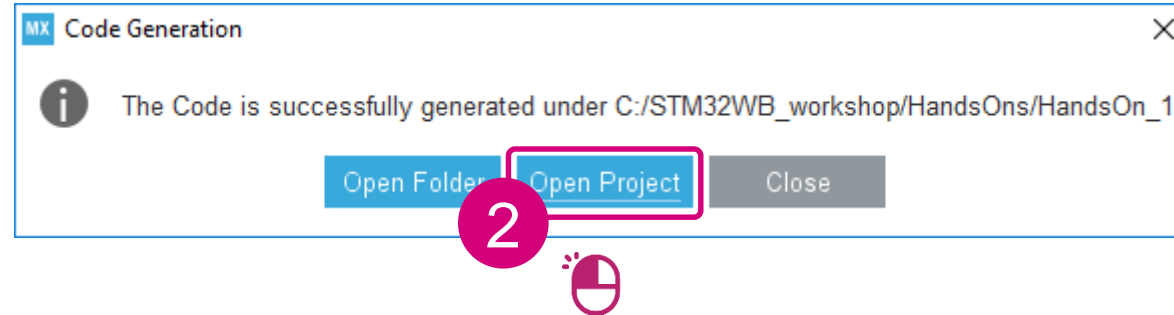 MX Code Generation
The Code is successfully generated under C:/STM32WB_workshop/HandsOns/HandsOn_1
Open Folder Open Project Close
2